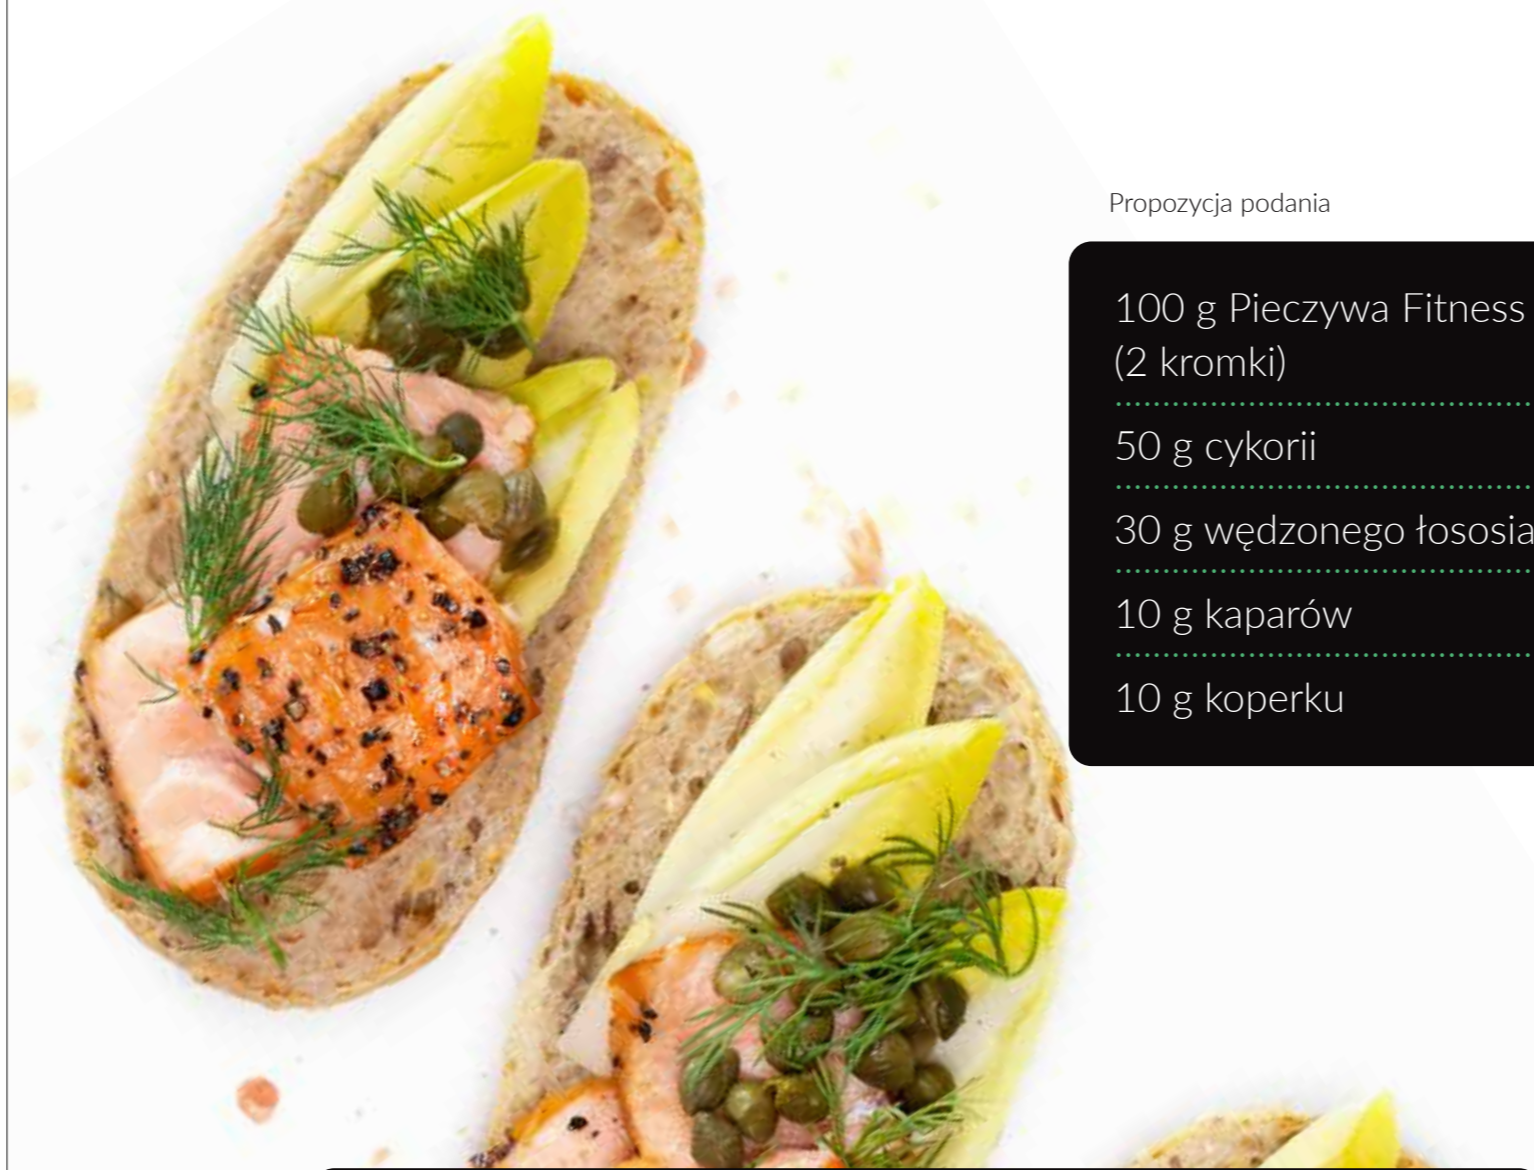 Propozycja podania
100 g Pieczywa Fitness
(2 kromki)
50 g cykorii
30 g wędzonego łososia
10 g kaparów
10 g koperku